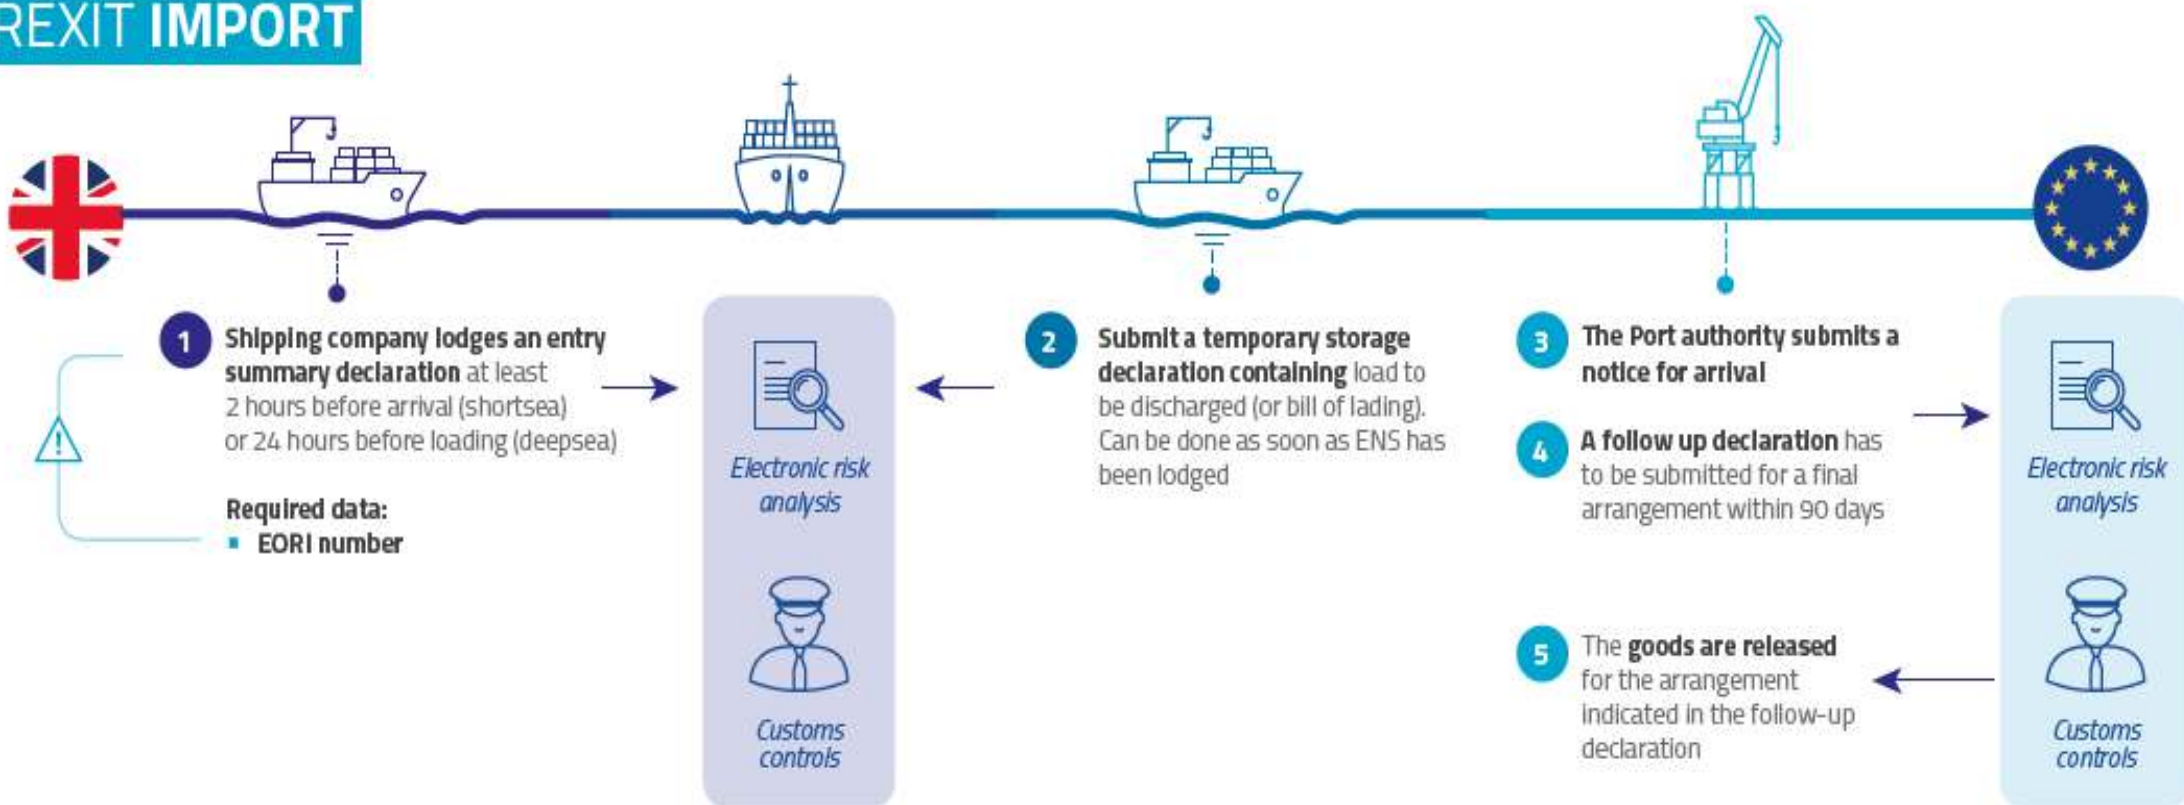 REXIT IMPORT
1
Shipping company lodges an entry
summary declaration at least
2 hours before arrival (shortsea)
or 24 hours before loading (deepsea)
Required data:
▪ EORI number
Electronic risk
analysis
Customs
controls
2
Submit a temporary storage
declaration containing load to
be discharged (or bill of lading).
Can be done as soon as ENS has
been lodged
3
The Port authority submits a
notice for arrival
4
A follow up declaration has
to be submitted for a final
arrangement within 90 days
5
The goods are released
for the arrangement
indicated in the follow-up
declaration
Electronic risk
analysis
Customs
controls